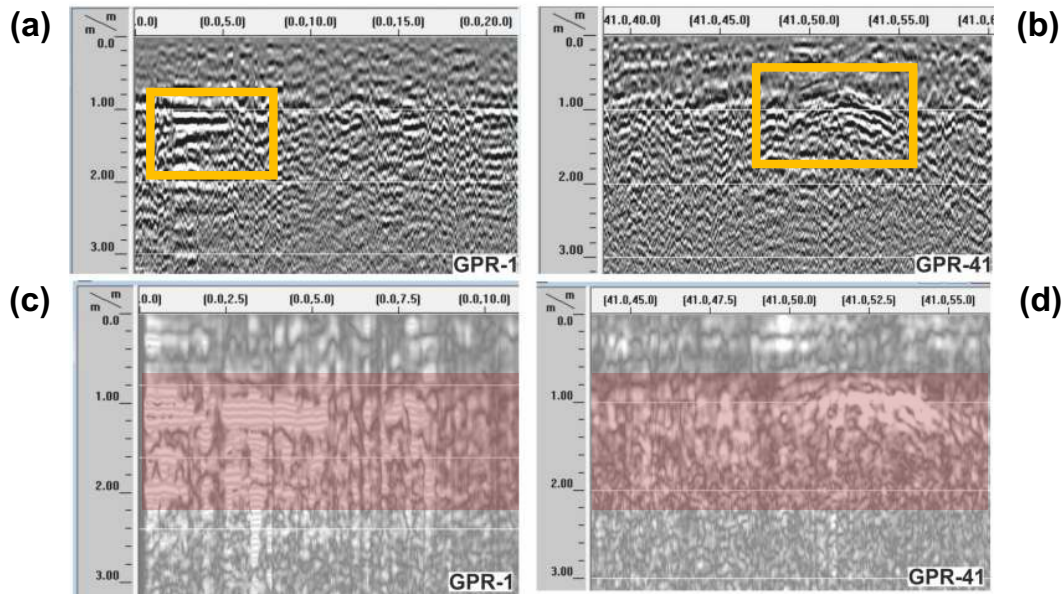 (a)
m
m
0.0]
[0.0,5.0]
[0.0,10.0]
[0.0,15.0]
[0.0,20.0]
0.0
1.00
2.00
3.00
GPR-1
(b)
m
m
[41.0,40.0]
[41.0,45.0]
[41.0,50.0]
[41.0,55.0]
0.0
1.00
2.00
3.00
GPR-41
(c)
m
m
.0.0]
[0.0,2.5]
[0.0,5.0]
[0.0,7.5]
[0.0,10.0]
0.0
1.00
2.00
3.00
GPR-1
(d)
m
m
41.0,45.0]
[41.0,47.5]
[41.0,50.0]
[41.0,52.5]
[41.0,55.0]
0.0
1.00
2.00
3.00
GPR-41